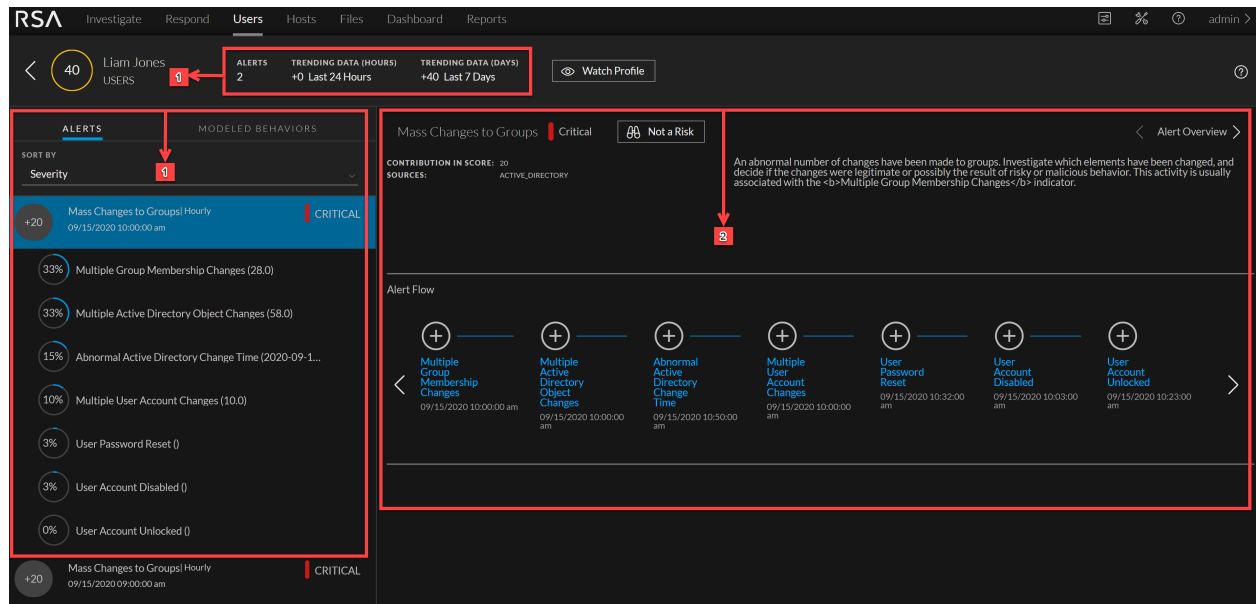 RSA Investigate Respond Users Hosts Files Dashboard Reports admin >
40
Liam Jones
USERS
1
ALERTS TRENDING DATA (HOURS) TRENDING DATA (DAYS)
2 +0 Last 24 Hours +40 Last 7 Days
Watch Profile
ALERTS MODELED BEHAVIORS
SORT BY
Severity
1
+20
Mass Changes to Groups| Hourly
09/15/2020 10:00:00 am
CRITICAL
33% Multiple Group Membership Changes (28.0)
33% Multiple Active Directory Object Changes (58.0)
15% Abnormal Active Directory Change Time (2020-09-1...
10% Multiple User Account Changes (10.0)
3% User Password Reset ()
3% User Account Disabled ()
0% User Account Unlocked ()
+20
Mass Changes to Groups| Hourly
09/15/2020 09:00:00 am
CRITICAL
Mass Changes to Groups Critical Not a Risk
< Alert Overview >
CONTRIBUTION IN SCORE: 20
SOURCES: ACTIVE_DIRECTORY
An abnormal number of changes have been made to groups. Investigate which elements have been changed, and
decide if the changes were legitimate or possibly the result of risky or malicious behavior. This activity is usually
associated with the <b>Multiple Group Membership Changes</b> indicator.
2
Alert Flow
Multiple
Group
Membership
Changes
09/15/2020 10:00:00 am
Multiple
Active
Directory
Object
Changes
09/15/2020 10:00:00
am
Abnormal
Active
Directory
Change
Time
09/15/2020 10:50:00
am
Multiple
User
Account
Changes
09/15/2020 10:00:00
am
User
Password
Reset
09/15/2020 10:32:00
am
User
Account
Disabled
09/15/2020 10:03:00
am
User
Account
Unlocked
09/15/2020 10:23:00
am